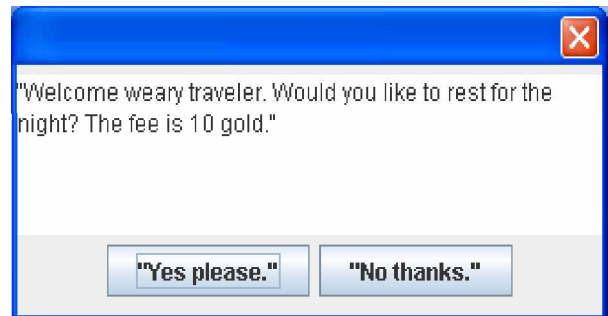 "Welcome weary traveler. Would you like to rest for the
night? The fee is 10 gold."
"Yes please."
"No thanks."